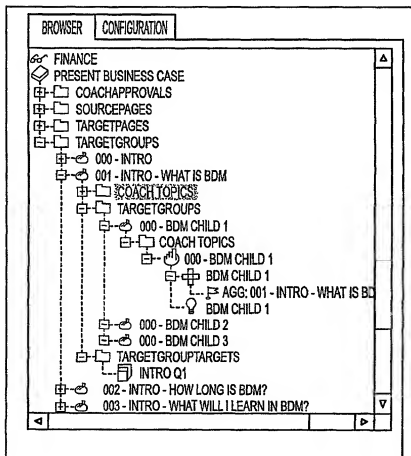 BROWSER CONFIGURATION
FINANCE
PRESENT BUSINESS CASE
COACHAPPROVALS
SOURCEPAGES
TARGETPAGES
TARGETGROUPS
000 - INTRO
001 - INTRO - WHAT IS BDM
COACH TOPICS
TARGETGROUPS
000 - BDM CHILD 1
COACH TOPICS
000 - BDM CHILD 1
BDM CHILD 1
AGG: 001 - INTRO - WHAT IS BD
BDM CHILD 1
000 - BDM CHILD 2
000 - BDM CHILD 3
TARGETGROUPTARGETS
INTRO Q1
002 - INTRO - HOW LONG IS BDM?
003 - INTRO - WHAT WILL I LEARN IN BDM?